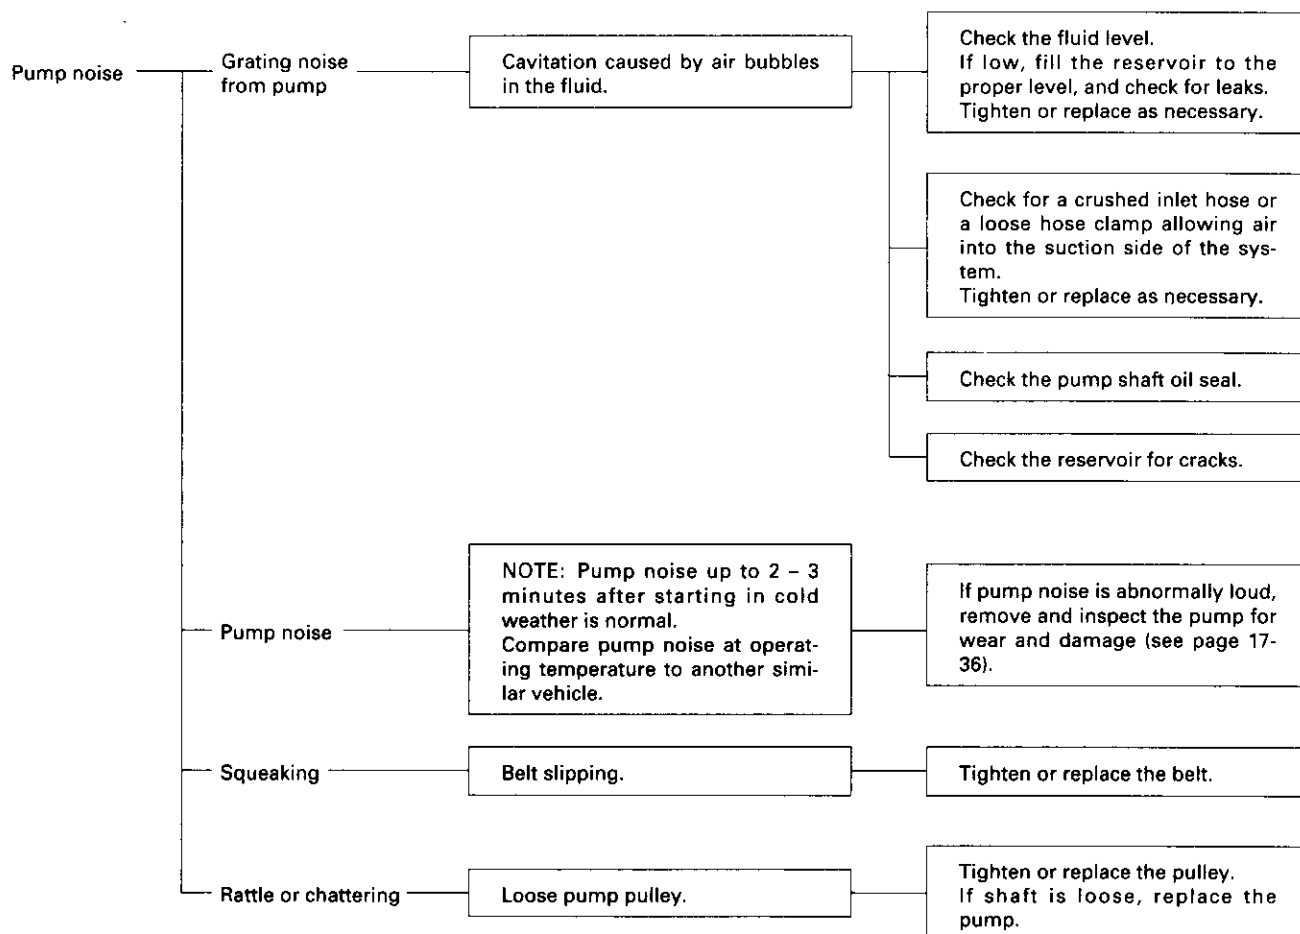 Pump noise
Grating noise
from pump
Cavitation caused by air bubbles
in the fluid.
Check the fluid level.
If low, fill the reservoir to the
proper level, and check for leaks.
Tighten or replace as necessary.
Check for a crushed inlet hose or
a loose hose clamp allowing air
into the suction side of the sys-
tem.
Tighten or replace as necessary.
Check the pump shaft oil seal.
Check the reservoir for cracks.
Pump noise
NOTE: Pump noise up to 2 – 3
minutes after starting in cold
weather is normal.
Compare pump noise at operat-
ing temperature to another simi-
lar vehicle.
If pump noise is abnormally loud,
remove and inspect the pump for
wear and damage (see page 17-
36).
Squeaking
Belt slipping.
Tighten or replace the belt.
Rattle or chattering
Loose pump pulley.
Tighten or replace the pulley.
If shaft is loose, replace the
pump.